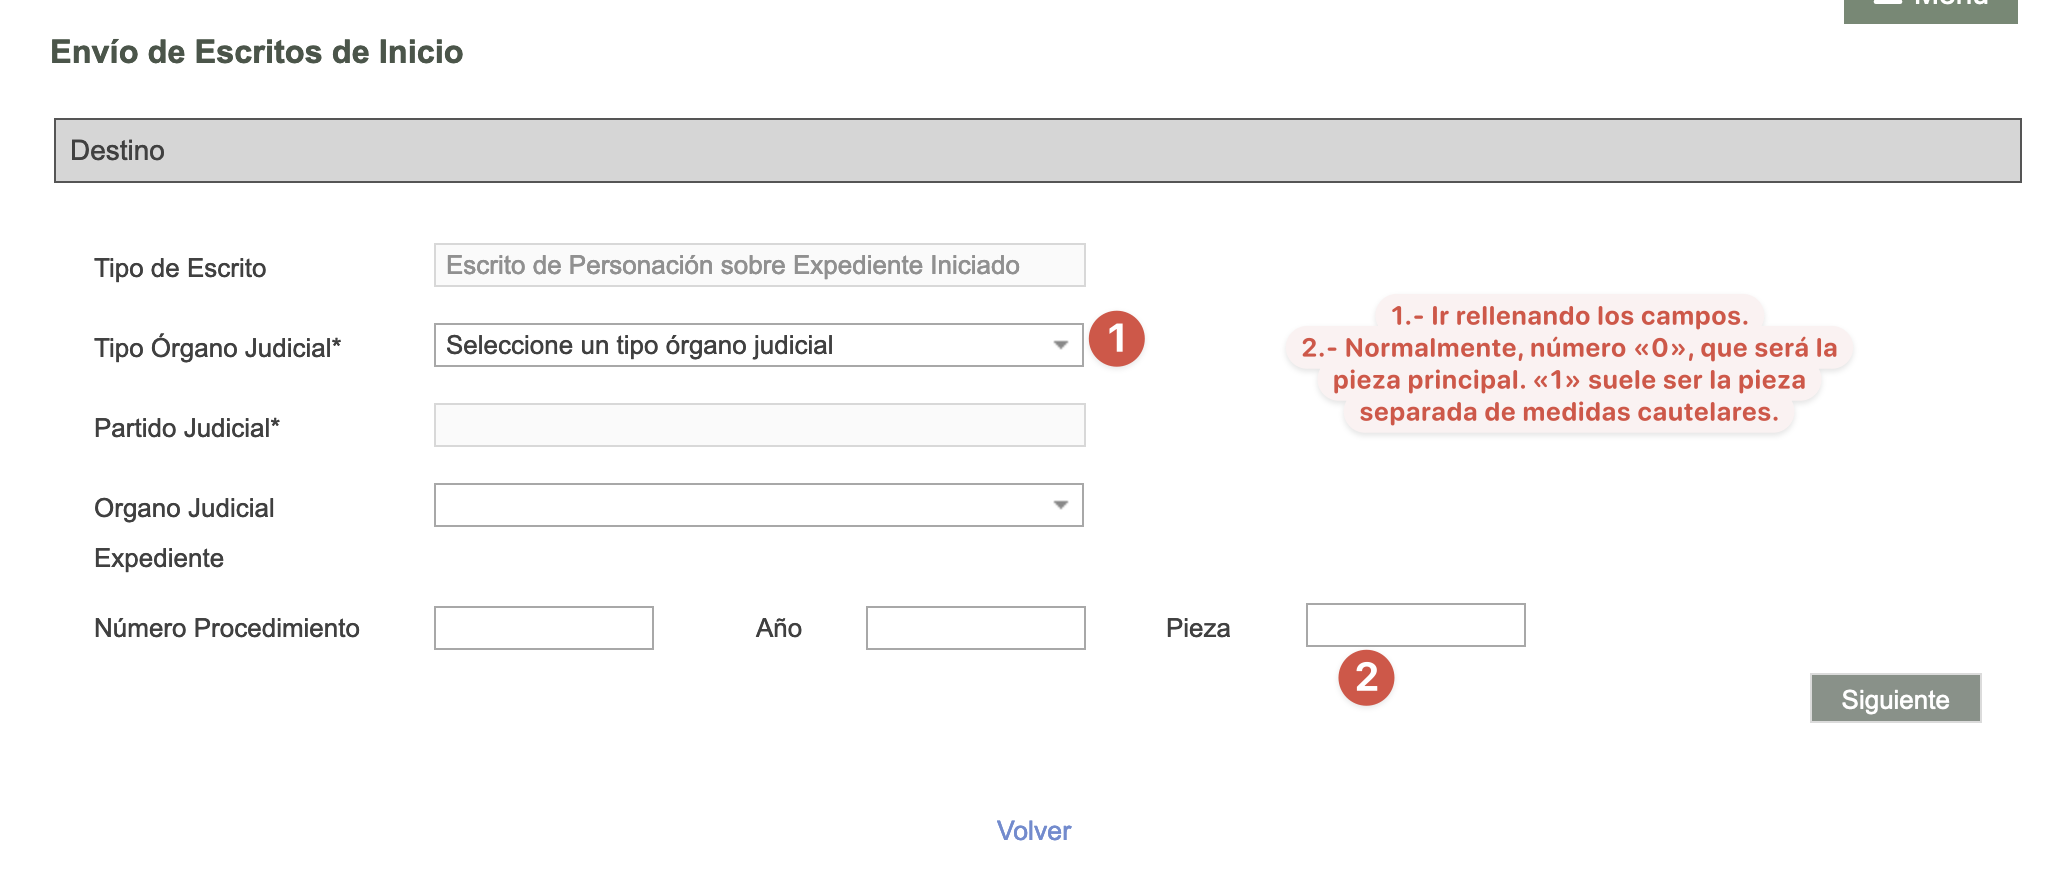 Menú
Envío de Escritos de Inicio
Destino
Tipo de Escrito
Escrito de Personación sobre Expediente Iniciado
Tipo Órgano Judicial*
Seleccione un tipo órgano judicial
1
1.- Ir rellenando los campos.
2.- Normalmente, número «0», que será la
pieza principal. «1» suele ser la pieza
separada de medidas cautelares.
Partido Judicial*
Organo Judicial
Expediente
Número Procedimiento
Año
Pieza
2
Siguiente
Volver